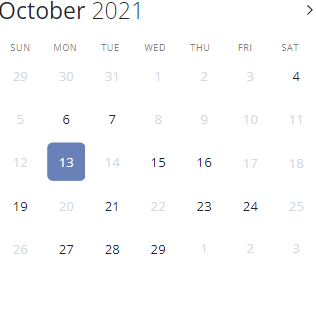 October 2021
SUN MON TUE WED THU FRI SAT
29 30 31 1 2 3 4
5 6 7 8 9 10 11
12 13 14 15 16 17 18
19 20 21 22 23 24 25
26 27 28 29 1 2 3